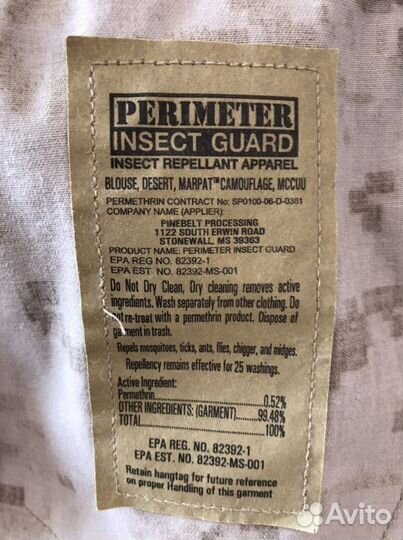 PERIMETER
INSECT GUARD
INSECT REPELLANT APPAREL
BLOUSE, DESERT, MARPAT™ CAMOUFLAGE, MCCUU
PERMETHRIN CONTRACT No: SP0100-06-D-0361
COMPANY NAME (APPLIER):
PINEBELT PROCESSING
1122 SOUTH ERWIN ROAD
STONEWALL, MS 39363
PRODUCT NAME: PERIMETER INSECT GUARD
EPA REG NO. 82392-1
EPA EST NO. 82392-MS-001
Do Not Dry Clean, Dry cleaning removes active
ingredients. Wash separately from other clothing. Do
not re-treat with a permethrin product. Dispose of
garment in trash.
Repels mosquitoes, ticks, ants, flies, chigger, and midges.
Repellency remains effective for 25 washings.
Active Ingredient:
Permethrin 0.52%
OTHER INGREDIENTS: (GARMENT) 99.48%
TOTAL 100%
EPA REG. NO. 82392-1
EPA EST. NO. 82392-MS-001
Retain hangtag for future reference
on proper Handling of this garment
Avito